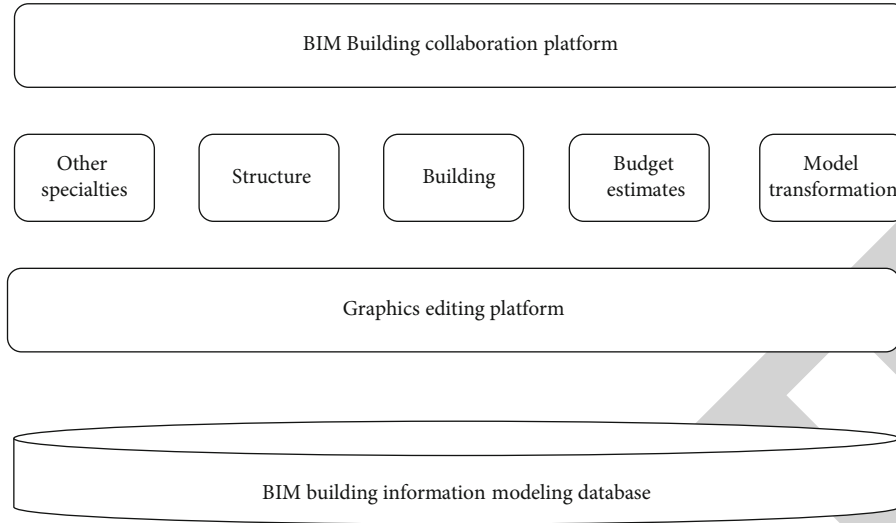 BIM Building collaboration platform
Other
specialties
Structure
Building
Budget
estimates
Model
transformation
Graphics editing platform
BIM building information modeling database